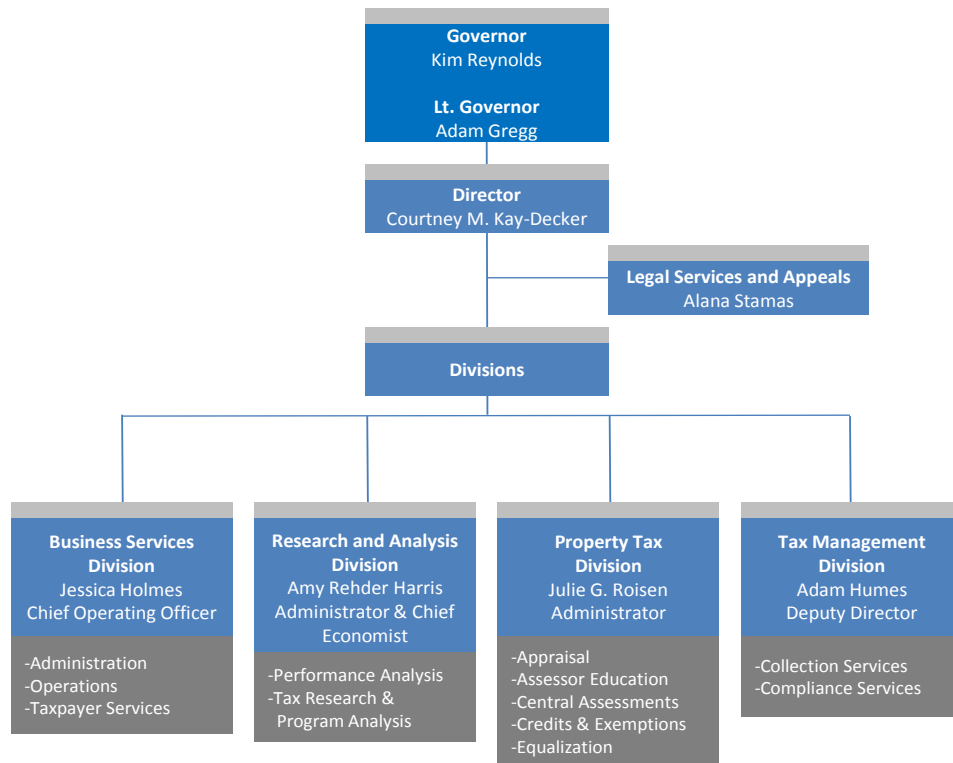 Governor
Kim Reynolds
Lt. Governor
Adam Gregg
Director
Courtney M. Kay-Decker
Legal Services and Appeals
Alana Stamas
Divisions
Business Services
Division
Jessica Holmes
Chief Operating Officer
-Administration
-Operations
-Taxpayer Services
Research and Analysis
Division
Amy Rehder Harris
Administrator & Chief
Economist
-Performance Analysis
-Tax Research &
Program Analysis
Property Tax
Division
Julie G. Roisen
Administrator
-Appraisal
-Assessor Education
-Central Assessments
-Credits & Exemptions
-Equalization
Tax Management
Division
Adam Humes
Deputy Director
-Collection Services
-Compliance Services